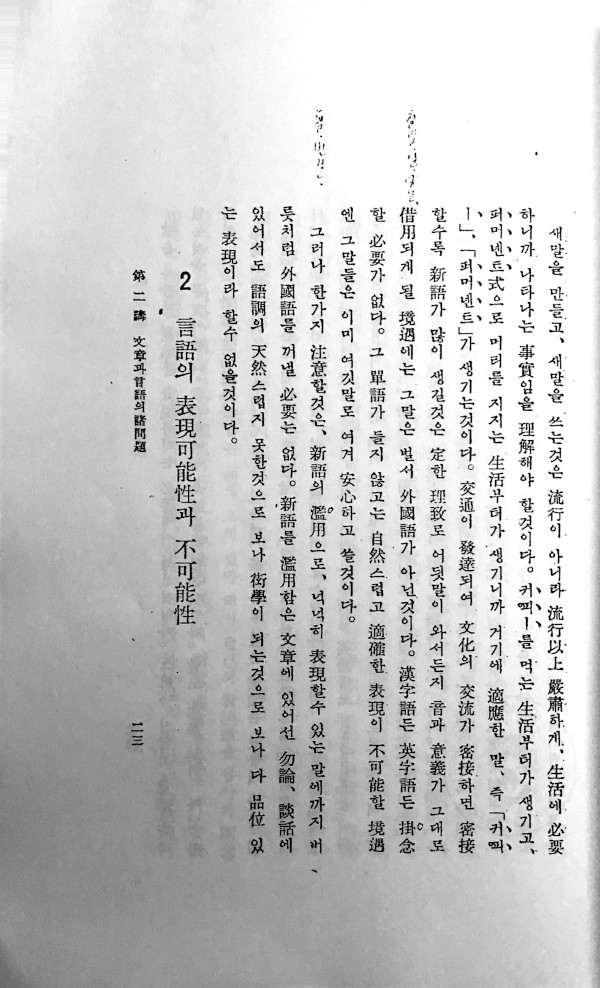 새말을 만들고, 새말을 쓰는것은 流行이 아니라 流行以上 嚴肅하게, 生活에 必要
하니까 나타나는 事實임을 理解해야 할것이다. 커피ー를 먹는 生活부터가 생기고,
퍼머넨트式으로 머리를 지지는 生活부터가 생기니까 거기에 適應한 말, 즉 「커피
ー」, 「퍼머넨트」가 생기는것이다. 交通이 發達되여 文化의 交流가 密接하면 密接
할수록 新語가 많이 생길것은 定한 理致로 어딋말이 와서든지 音과 意義가 그대로
借用되게 될 境遇에는 그말은 벌서 外國語가 아닌것이다. 漢字語든 英字語든 掛念
할 必要가 없다. 그 單語가 들지 않고는 自然스럽고 適確한 表現이 不可能할 境遇
엔 그말들은 이미 여깃말로 여겨 安心하고 쓸것이다.
그러나 한가지 注意할것은, 新語의 濫用으로, 넉넉히 表現할수 있는 말에까지 버
릇처럼 外國語를 꺼낼 必要는 없다. 新語를 濫用함은 文章에 있어선 勿論, 談話에
있어서도 語調의 天然스럽지 못한것으로 보나 衒學이 되는것으로 보나 다 品位 있
는 表現이라 할수 없을것이다.
2 言語의 表現可能性과 不可能性
第二講 文章과 言語의 諸問題
二三